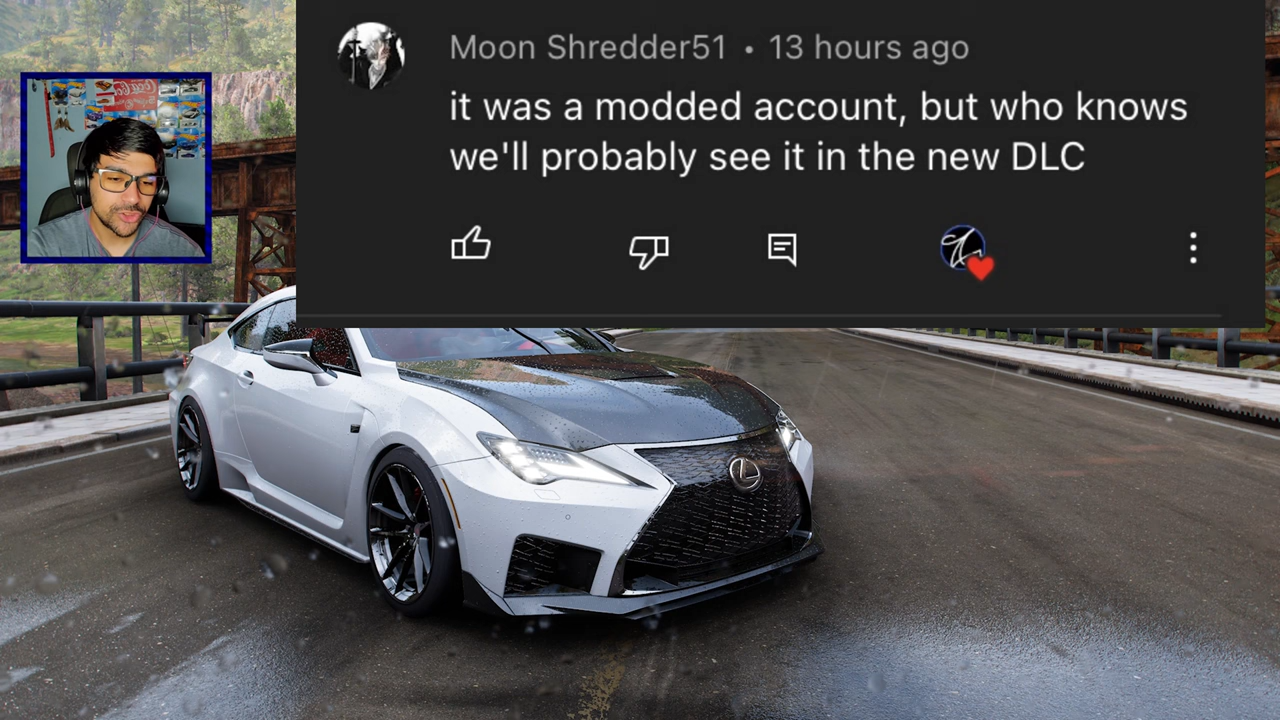 Moon Shredder51 • 13 hours ago
it was a modded account, but who knows
we'll probably see it in the new DLC